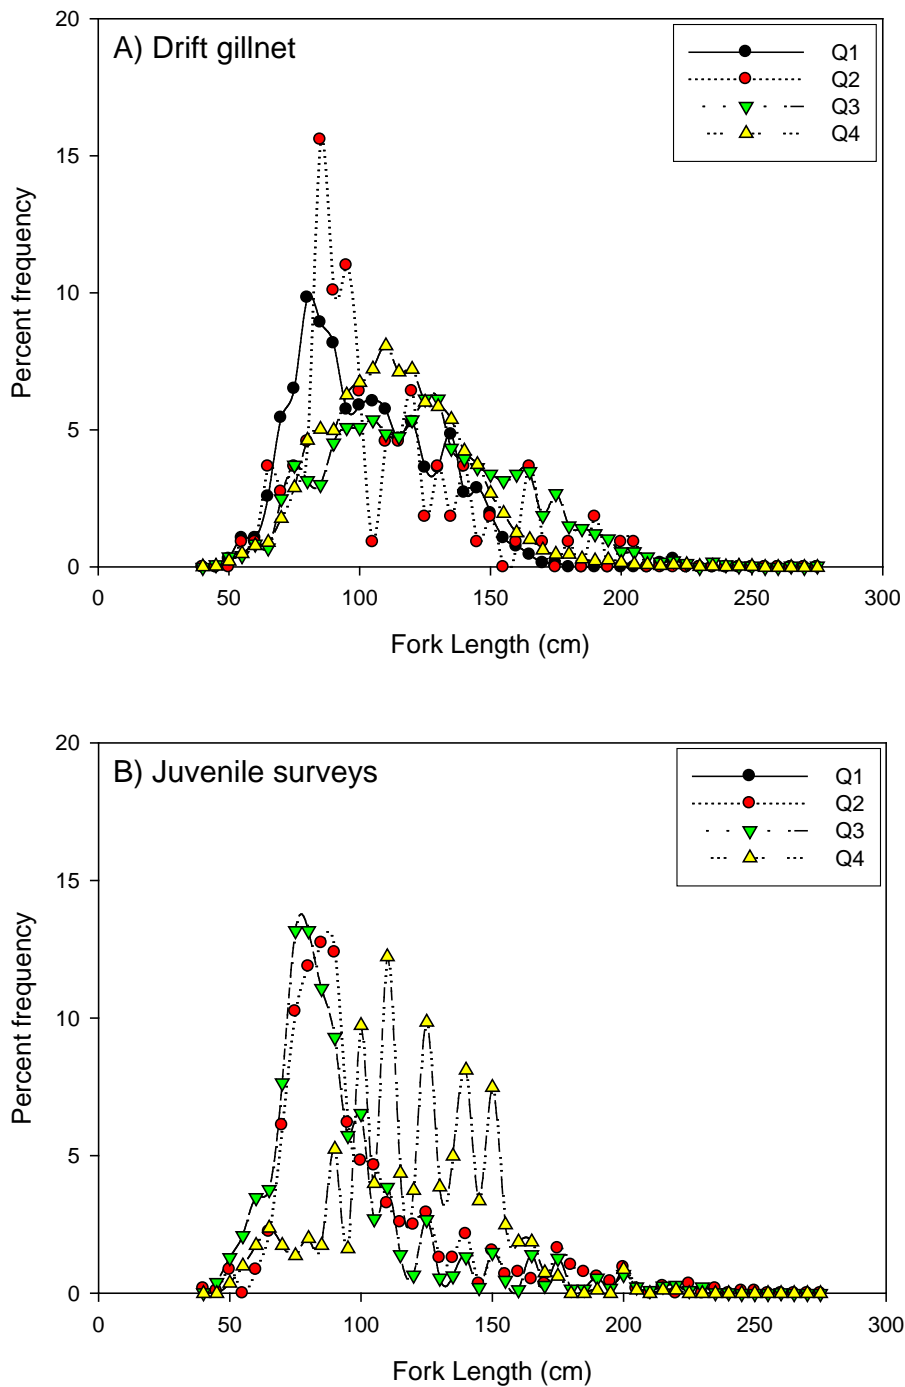 A) Drift gillnet
Q1
Q2
Q3
Q4
20
15
10
5
0
Percent frequency
0 50 100 150 200 250 300
Fork Length (cm)
B) Juvenile surveys
Q1
Q2
Q3
Q4
20
15
10
5
0
Percent frequency
0 50 100 150 200 250 300
Fork Length (cm)